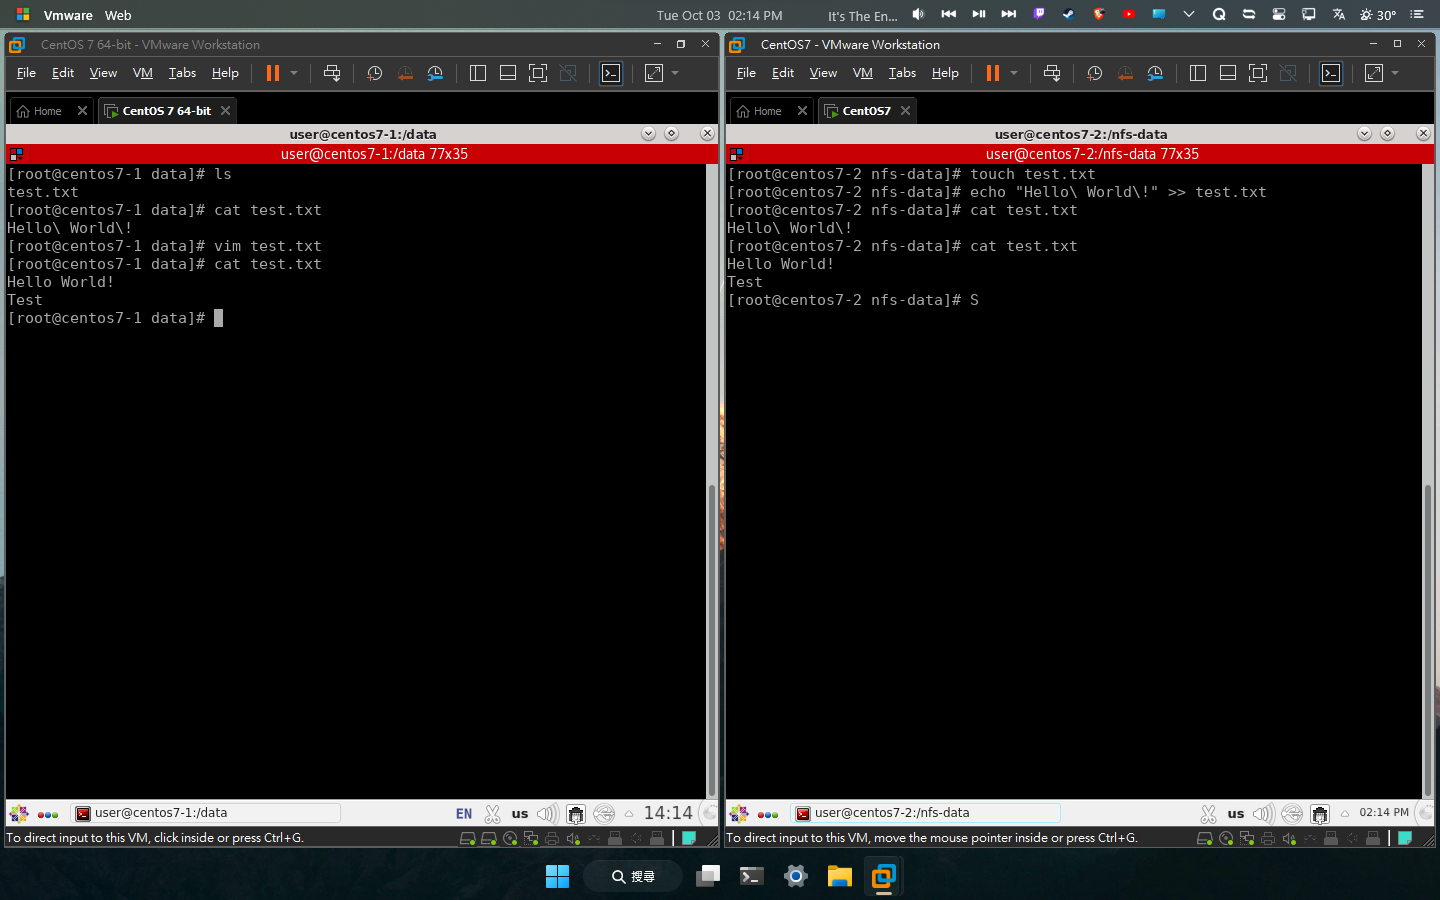 Vmware Web
Tue Oct 03 02:14 PM
It's The En...
30°
CentOS 7 64-bit - VMware Workstation
File Edit View VM Tabs Help
Home
CentOS 7 64-bit
user@centos7-1:/data
user@centos7-1:/data 77x35
[root@centos7-1 data]# ls
test.txt
[root@centos7-1 data]# cat test.txt
Hello\ World\!
[root@centos7-1 data]# vim test.txt
[root@centos7-1 data]# cat test.txt
Hello World!
Test
[root@centos7-1 data]#
user@centos7-1:/data
EN
us
14:14
To direct input to this VM, click inside or press Ctrl+G.
CentOS7 - VMware Workstation
File Edit View VM Tabs Help
Home
CentOS7
user@centos7-2:/nfs-data
user@centos7-2:/nfs-data 77x35
[root@centos7-2 nfs-data]# touch test.txt
[root@centos7-2 nfs-data]# echo "Hello\ World\!" >> test.txt
[root@centos7-2 nfs-data]# cat test.txt
Hello\ World\!
[root@centos7-2 nfs-data]# cat test.txt
Hello World!
Test
[root@centos7-2 nfs-data]# S
user@centos7-2:/nfs-data
us
02:14 PM
To direct input to this VM, move the mouse pointer inside or press Ctrl+G.
搜尋